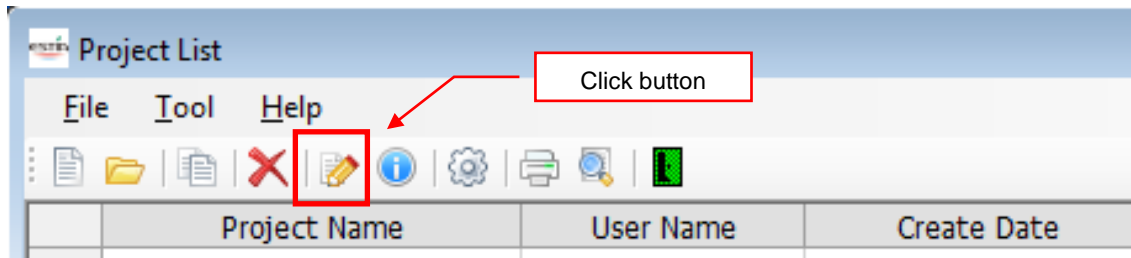 Project List
Click button
File Tool Help
Project Name User Name Create Date